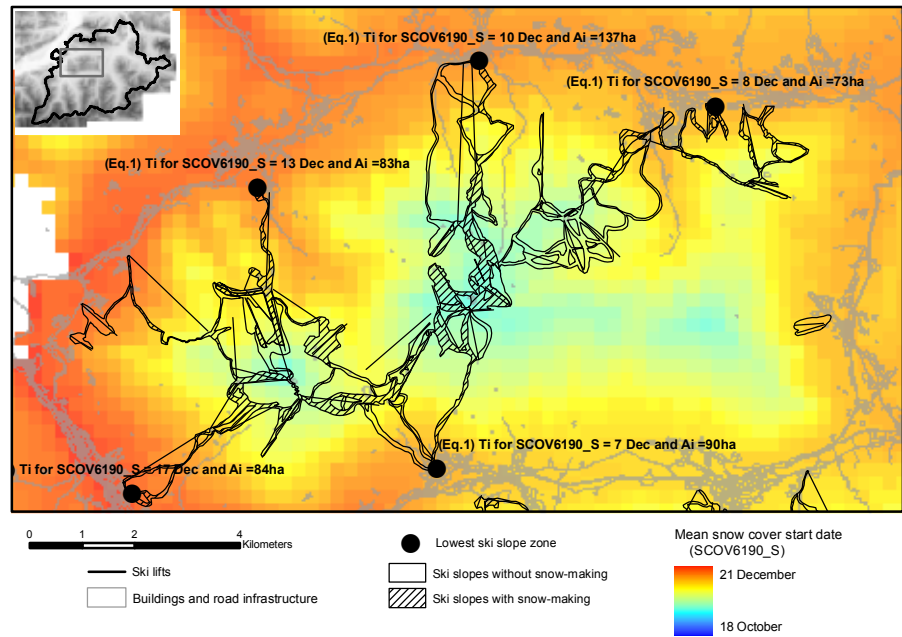 (Eq.1) Ti for SCOV6190_S = 10 Dec and Ai =137ha
(Eq.1) Ti for SCOV6190_S = 8 Dec and Ai =73ha
(Eq.1) Ti for SCOV6190_S = 13 Dec and Ai =83ha
(Eq.1) Ti for SCOV6190_S = 7 Dec and Ai =90ha
) Ti for SCOV6190_S = 17 Dec and Ai =84ha
0 1 2 4
Kilometers
Ski lifts
Buildings and road infrastructure
Lowest ski slope zone
Ski slopes without snow-making
Ski slopes with snow-making
Mean snow cover start date
(SCOV6190_S)
21 December
18 October